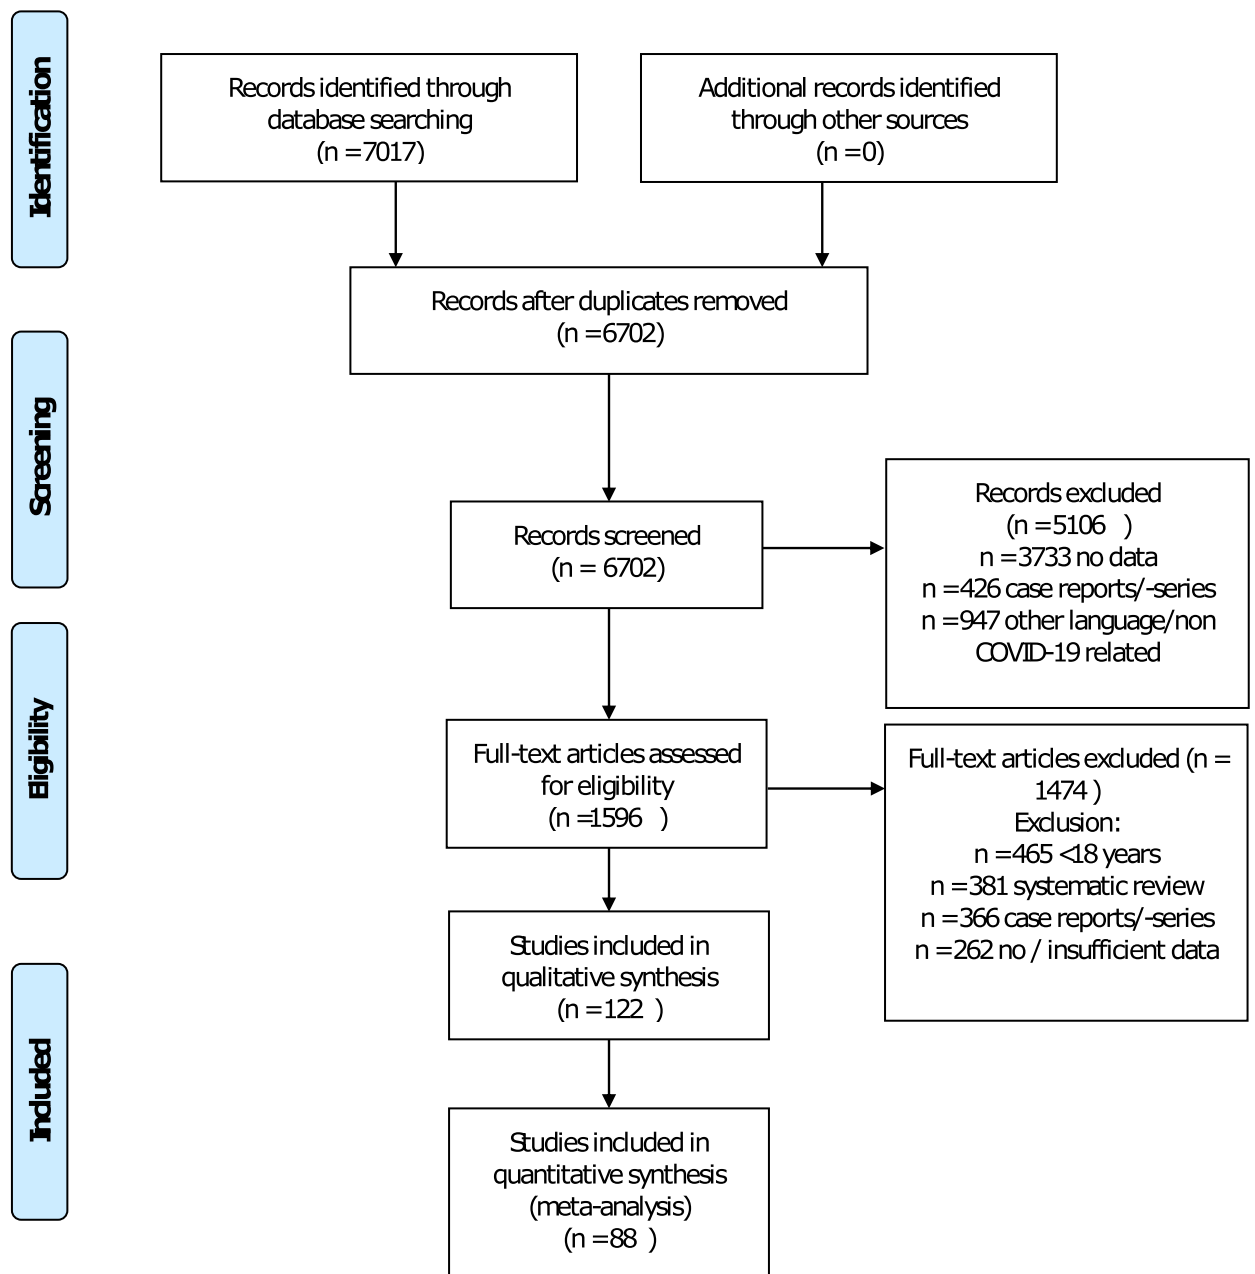 Identification
Records identified through
database searching
(n = 7017)
Additional records identified
through other sources
(n = 0)
Records after duplicates removed
(n = 6702)
Screening
Records screened
(n = 6702)
Records excluded
(n = 5106 )
n = 3733 no data
n = 426 case reports/-series
n = 947 other language/non
COVID-19 related
Eligibility
Full-text articles assessed
for eligibility
(n =1596 )
Full-text articles excluded (n =
1474 )
Exclusion:
n = 465 <18 years
n = 381 systematic review
n = 366 case reports/-series
n = 262 no / insufficient data
Studies included in
qualitative synthesis
(n = 122 )
Included
Studies included in
quantitative synthesis
(meta-analysis)
(n = 88 )